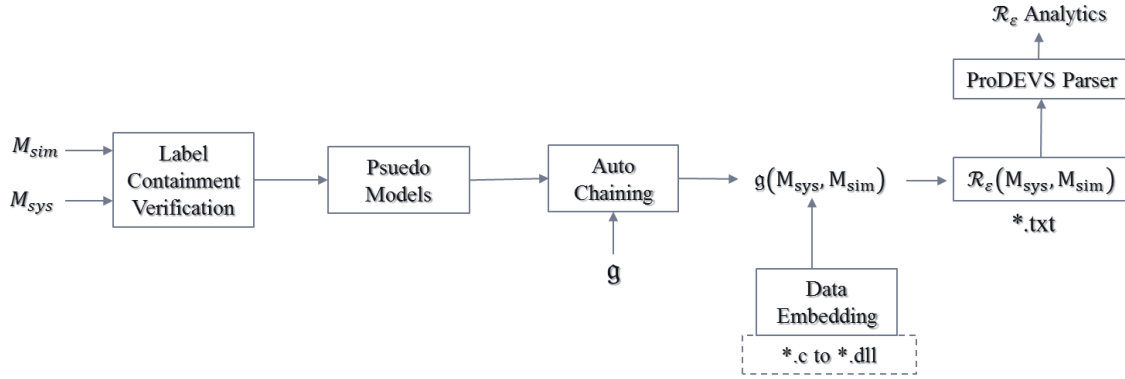 ℛ_ε Analytics
ProDEVS Parser
M_sim
M_sys
Label
Containment
Verification
Psuedo
Models
Auto
Chaining
𝔤
𝔤(M_sys, M_sim)
ℛ_ε(M_sys, M_sim)
*.txt
Data
Embedding
*.c to *.dll